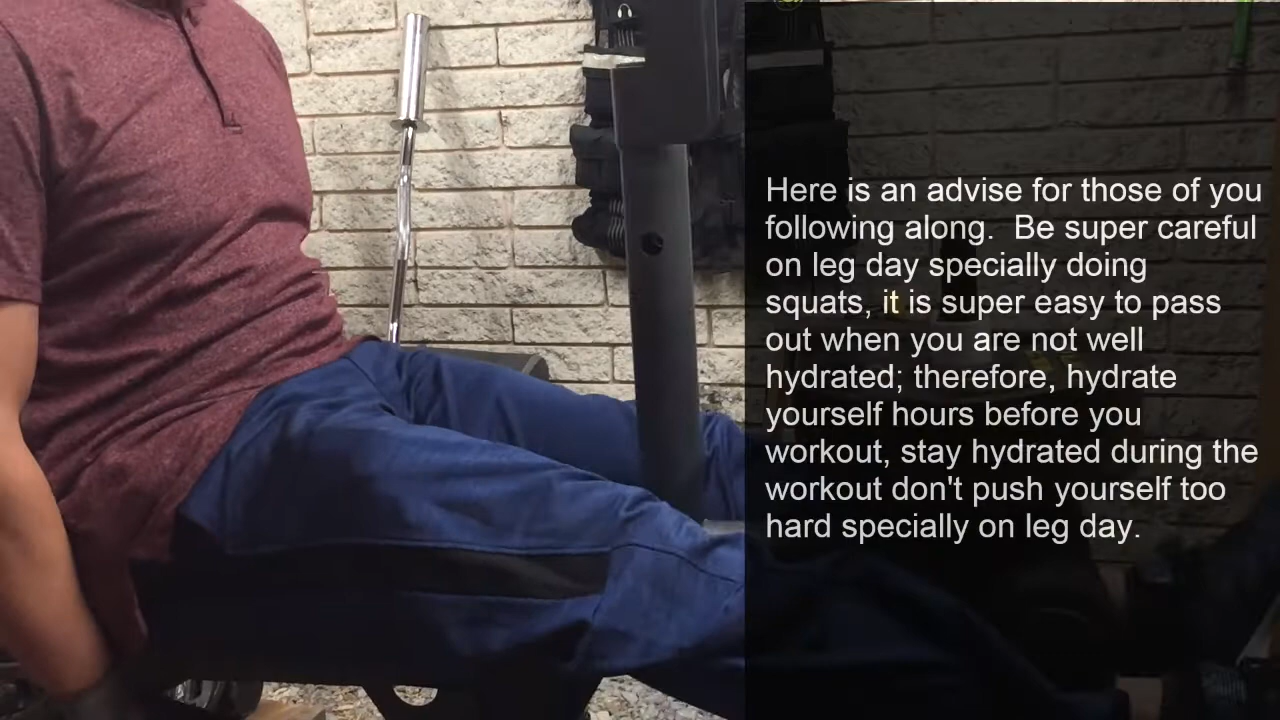 Here is an advise for those of you
following along.  Be super careful
on leg day specially doing
squats, it is super easy to pass
out when you are not well
hydrated; therefore, hydrate
yourself hours before you
workout, stay hydrated during the
workout don't push yourself too
hard specially on leg day.